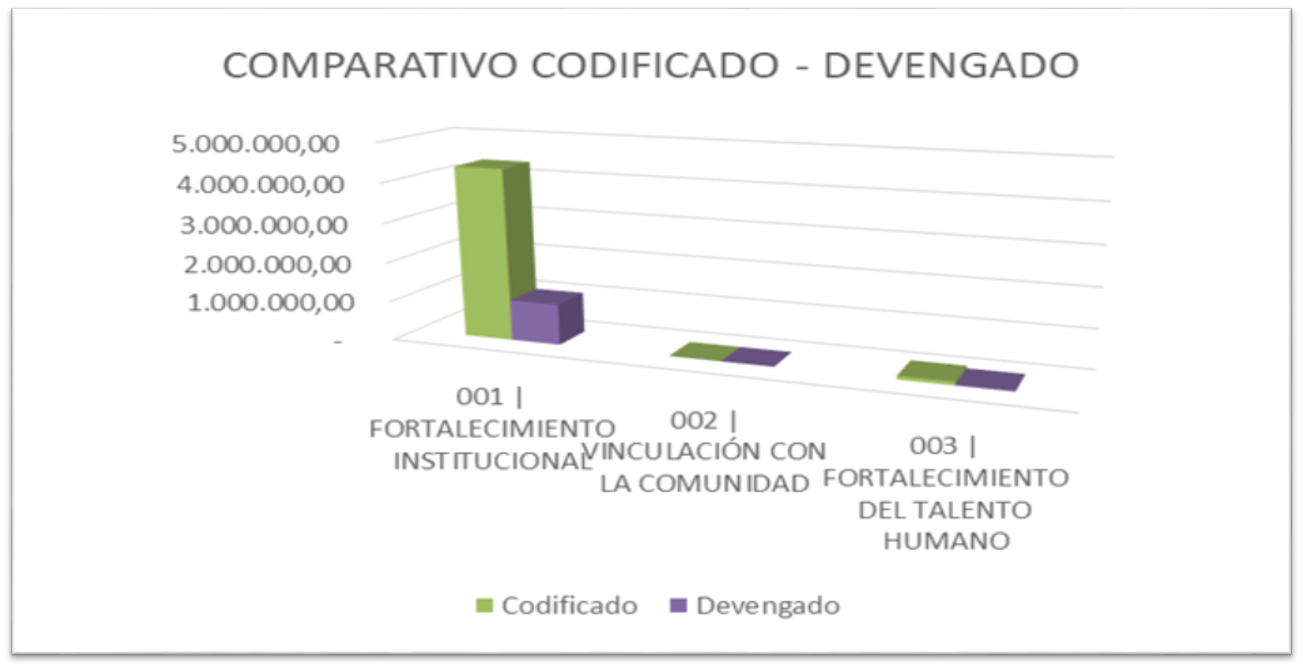 COMPARATIVO CODIFICADO - DEVENGADO
5.000.000,00
4.000.000,00
3.000.000,00
2.000.000,00
1.000.000,00
-
001 |
FORTALECIMIENTO
INSTITUCIONAL
002 |
VINCULACIÓN CON
LA COMUNIDAD
003 |
FORTALECIMIENTO
DEL TALENTO
HUMANO
Codificado
Devengado